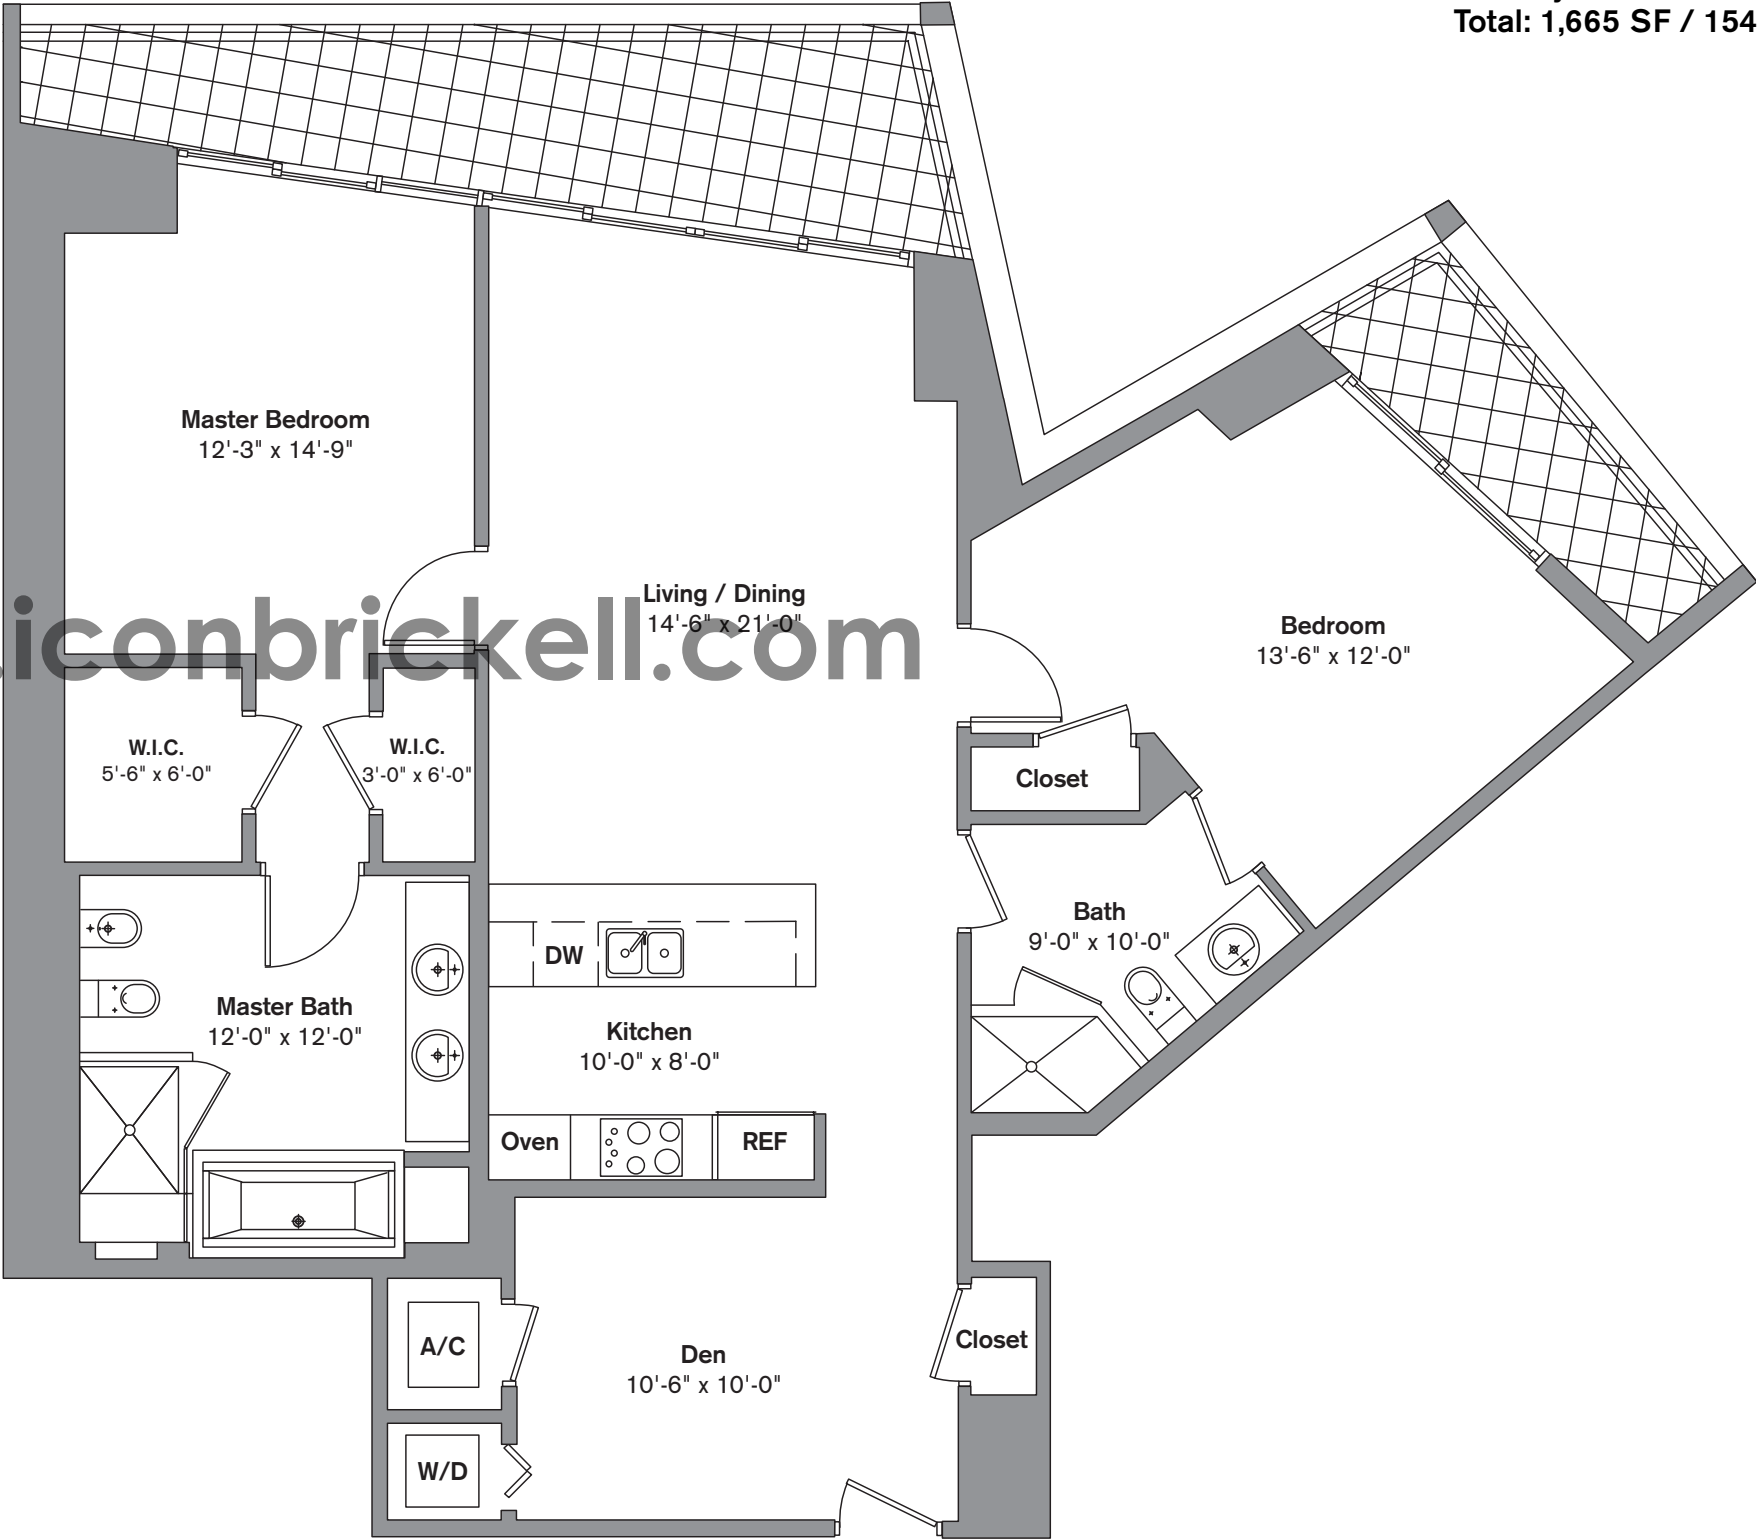 Total: 1,665 SF / 154
Master Bedroom
12'-3" x 14'-9"
Living / Dining
14'-6" x 21'-0"
.iconbrickell.com
Bedroom
13'-6" x 12'-0"
W.I.C.
5'-6" x 6'-0"
W.I.C.
3'-0" x 6'-0"
Closet
Bath
9'-0" x 10'-0"
DW
Master Bath
12'-0" x 12'-0"
Kitchen
10'-0" x 8'-0"
Oven
REF
A/C
Den
10'-6" x 10'-0"
Closet
W/D